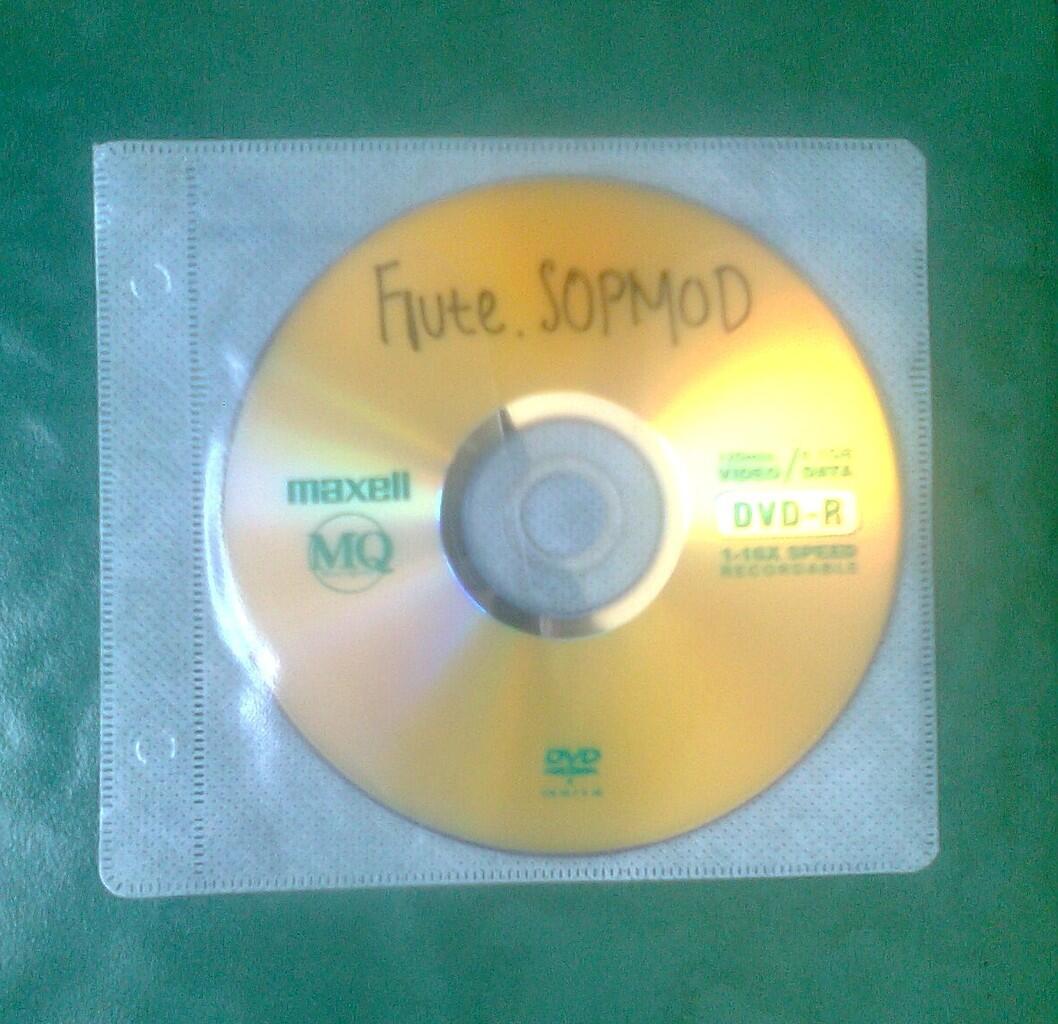 Flute. SOPMOD
maxell
MQ
VIDEO / DATA
DVD-R
1-16X SPEED
RECORDABLE
DVD